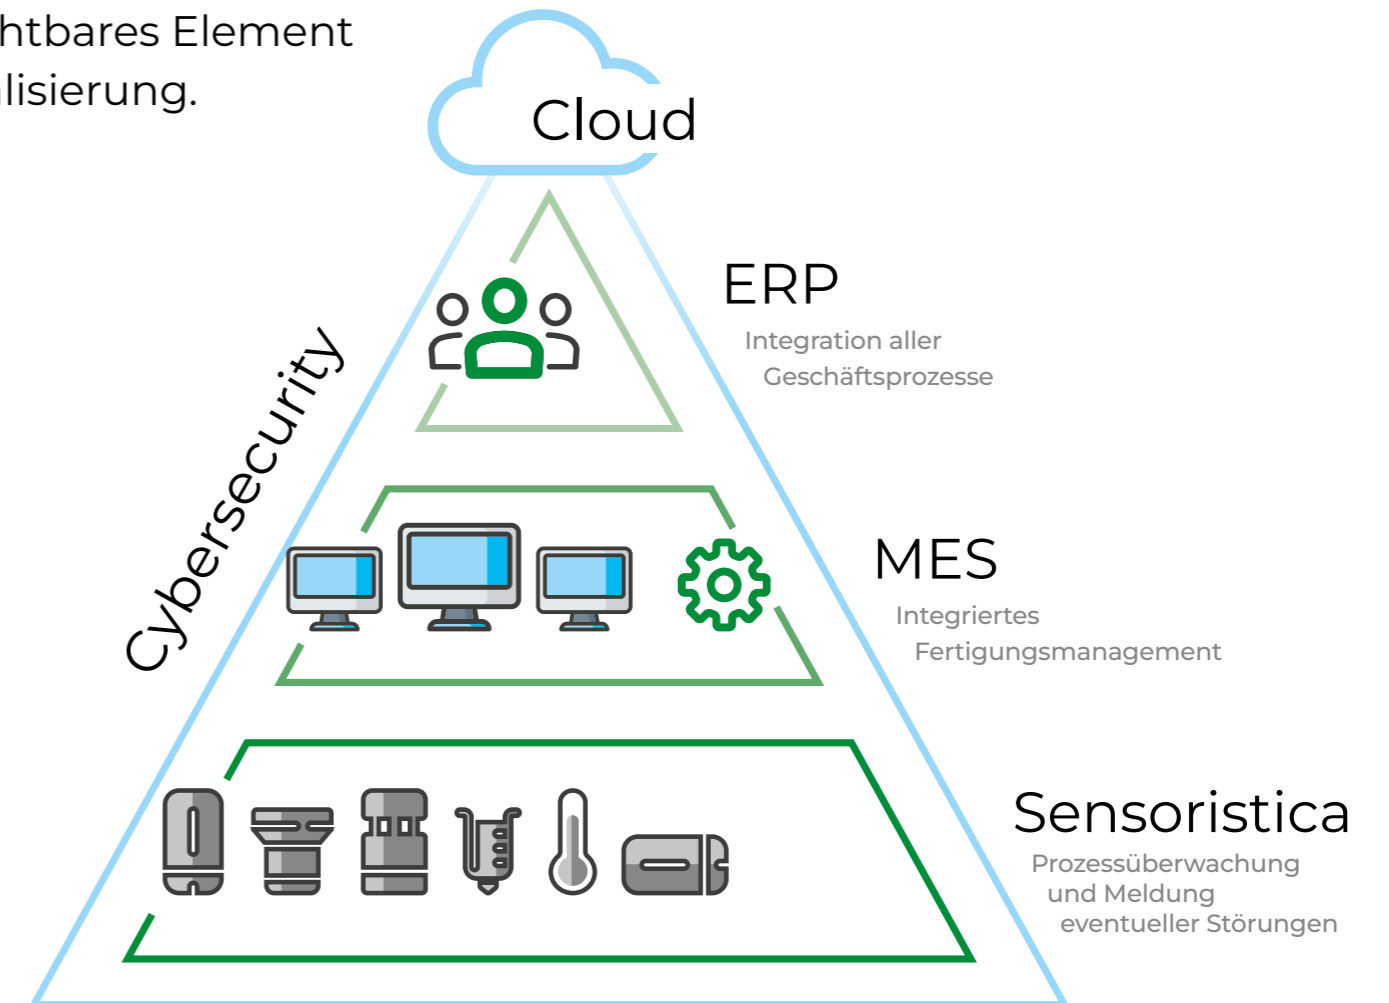 htbares Element
lisierung.
Cloud
ERP
Integration aller
Geschäftsprozesse
Cybersecurity
MES
Integriertes
Fertigungsmanagement
Sensoristica
Prozessüberwachung
und Meldung
eventueller Störungen